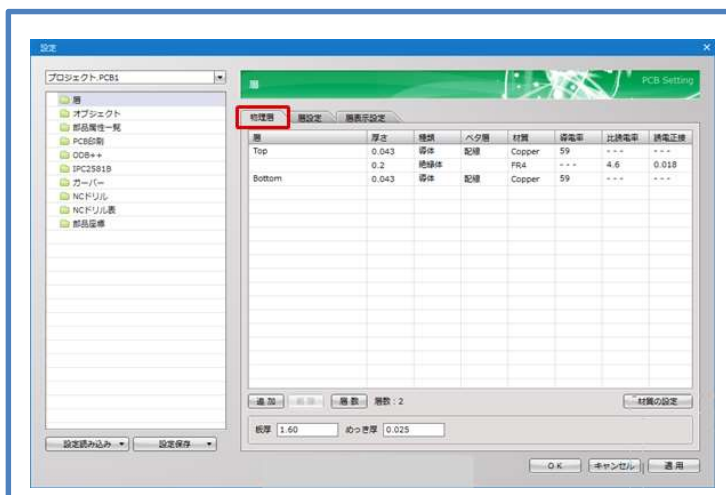 設定
プロジェクト.PCB1
層
オブジェクト
部品属性一覧
PCB印刷
ODB++
IPC2581B
ガーバー
NCドリル
NCドリル表
部品座標
設定読み込み
設定保存
層
PCB Setting
物理層 層設定 層表示設定
層 厚さ 種類 ベタ層 材質 導電率 比誘電率 誘電正接
Top 0.043 導体 配線 Copper 59 - - - - - -
0.2 絶縁体 FR4 - - - 4.6 0.018
Bottom 0.043 導体 配線 Copper 59 - - - - - -
追加 削除 層数 層数:2 材質の設定
板厚 1.60 めっき厚 0.025
OK キャンセル 適用